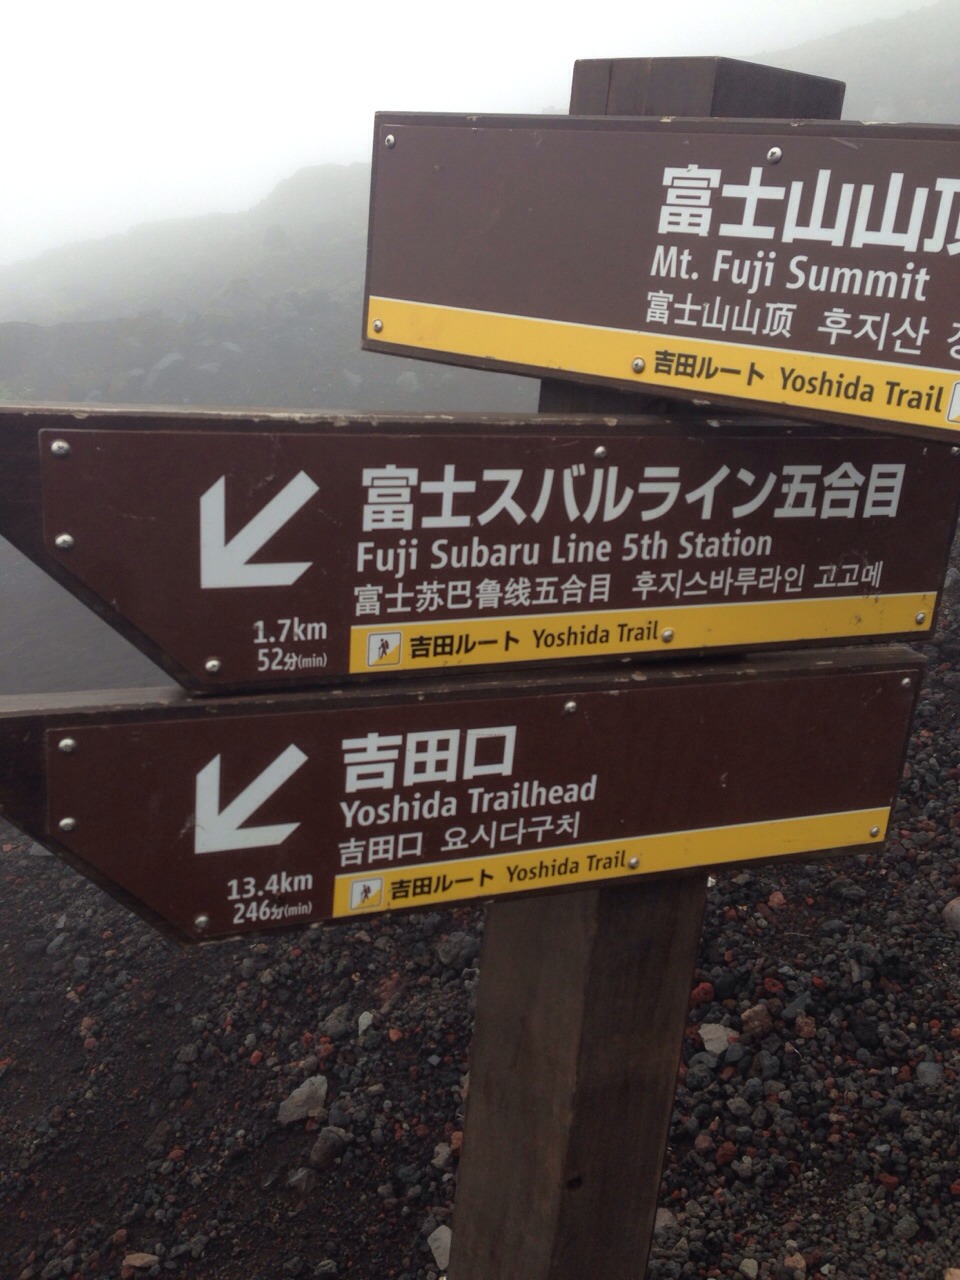 富士山山頂
Mt. Fuji Summit
富士山山顶 후지산
吉田ルート Yoshida Trail
富士スバルライン五合目
Fuji Subaru Line 5th Station
富士苏巴鲁线五合目 후지스바루라인 고고메
1.7km
52分(min)
吉田ルート Yoshida Trail
吉田口
Yoshida Trailhead
吉田口 요시다구치
13.4km
246分(min)
吉田ルート Yoshida Trail